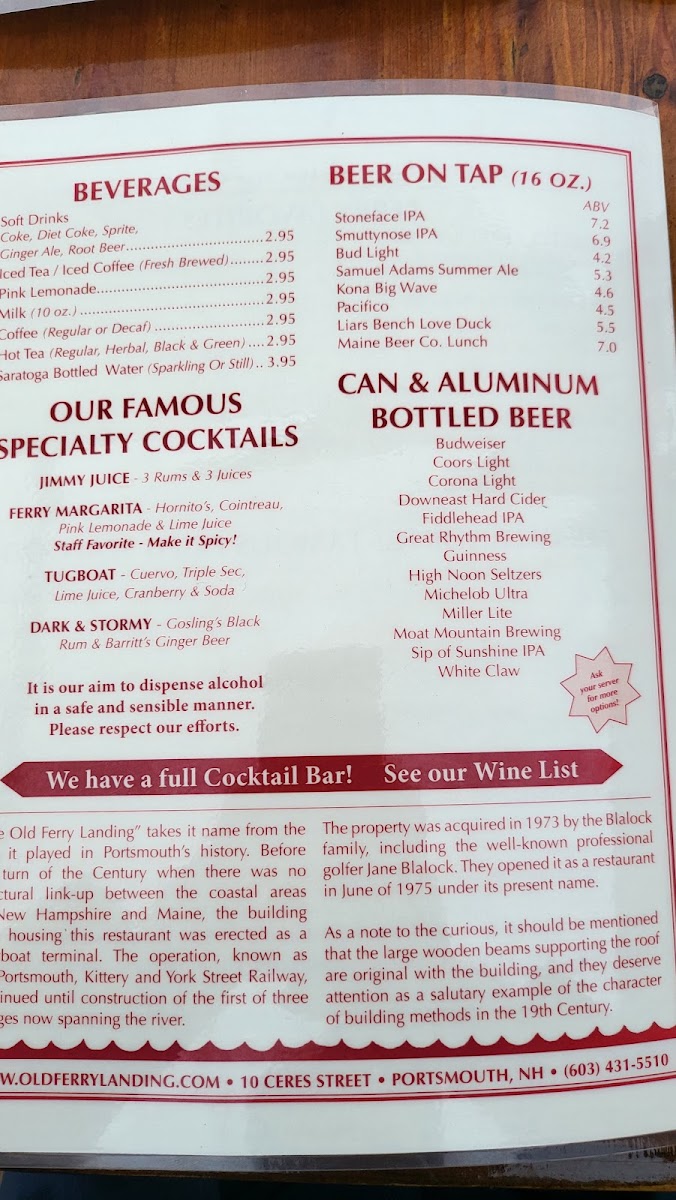 BEVERAGES
Soft Drinks
Coke, Diet Coke, Sprite,
Ginger Ale, Root Beer................................2.95
Iced Tea / Iced Coffee (Fresh Brewed)........2.95
Pink Lemonade.......................................2.95
Milk (10 oz.)...........................................2.95
Coffee (Regular or Decaf)..........................2.95
Hot Tea (Regular, Herbal, Black & Green)....2.95
Saratoga Bottled Water (Sparkling Or Still)..3.95
OUR FAMOUS
SPECIALTY COCKTAILS
JIMMY JUICE - 3 Rums & 3 Juices
FERRY MARGARITA - Hornito's, Cointreau,
Pink Lemonade & Lime Juice
Staff Favorite - Make it Spicy!
TUGBOAT - Cuervo, Triple Sec,
Lime Juice, Cranberry & Soda
DARK & STORMY - Gosling's Black
Rum & Barritt's Ginger Beer
It is our aim to dispense alcohol
in a safe and sensible manner.
Please respect our efforts.
BEER ON TAP (16 OZ.)
ABV
Stoneface IPA 7.2
Smuttynose IPA 6.9
Bud Light 4.2
Samuel Adams Summer Ale 5.3
Kona Big Wave 4.6
Pacifico 4.5
Liars Bench Love Duck 5.5
Maine Beer Co. Lunch 7.0
CAN & ALUMINUM
BOTTLED BEER
Budweiser
Coors Light
Corona Light
Downeast Hard Cider
Fiddlehead IPA
Great Rhythm Brewing
Guinness
High Noon Seltzers
Michelob Ultra
Miller Lite
Moat Mountain Brewing
Sip of Sunshine IPA
White Claw
Ask
your server
for more
options!
We have a full Cocktail Bar! See our Wine List
Old Ferry Landing" takes it name from the
it played in Portsmouth's history. Before
turn of the Century when there was no
link-up between the coastal areas
New Hampshire and Maine, the building
housing this restaurant was erected as a
boat terminal. The operation, known as
Portsmouth, Kittery and York Street Railway,
until construction of the first of three
now spanning the river.
The property was acquired in 1973 by the Blalock
family, including the well-known professional
golfer Jane Blalock. They opened it as a restaurant
in June of 1975 under its present name.
As a note to the curious, it should be mentioned
that the large wooden beams supporting the roof
are original with the building, and they deserve
attention as a salutary example of the character
of building methods in the 19th Century.
W.OLDFERRYLANDING.COM • 10 CERES STREET • PORTSMOUTH, NH • (603) 431-5510